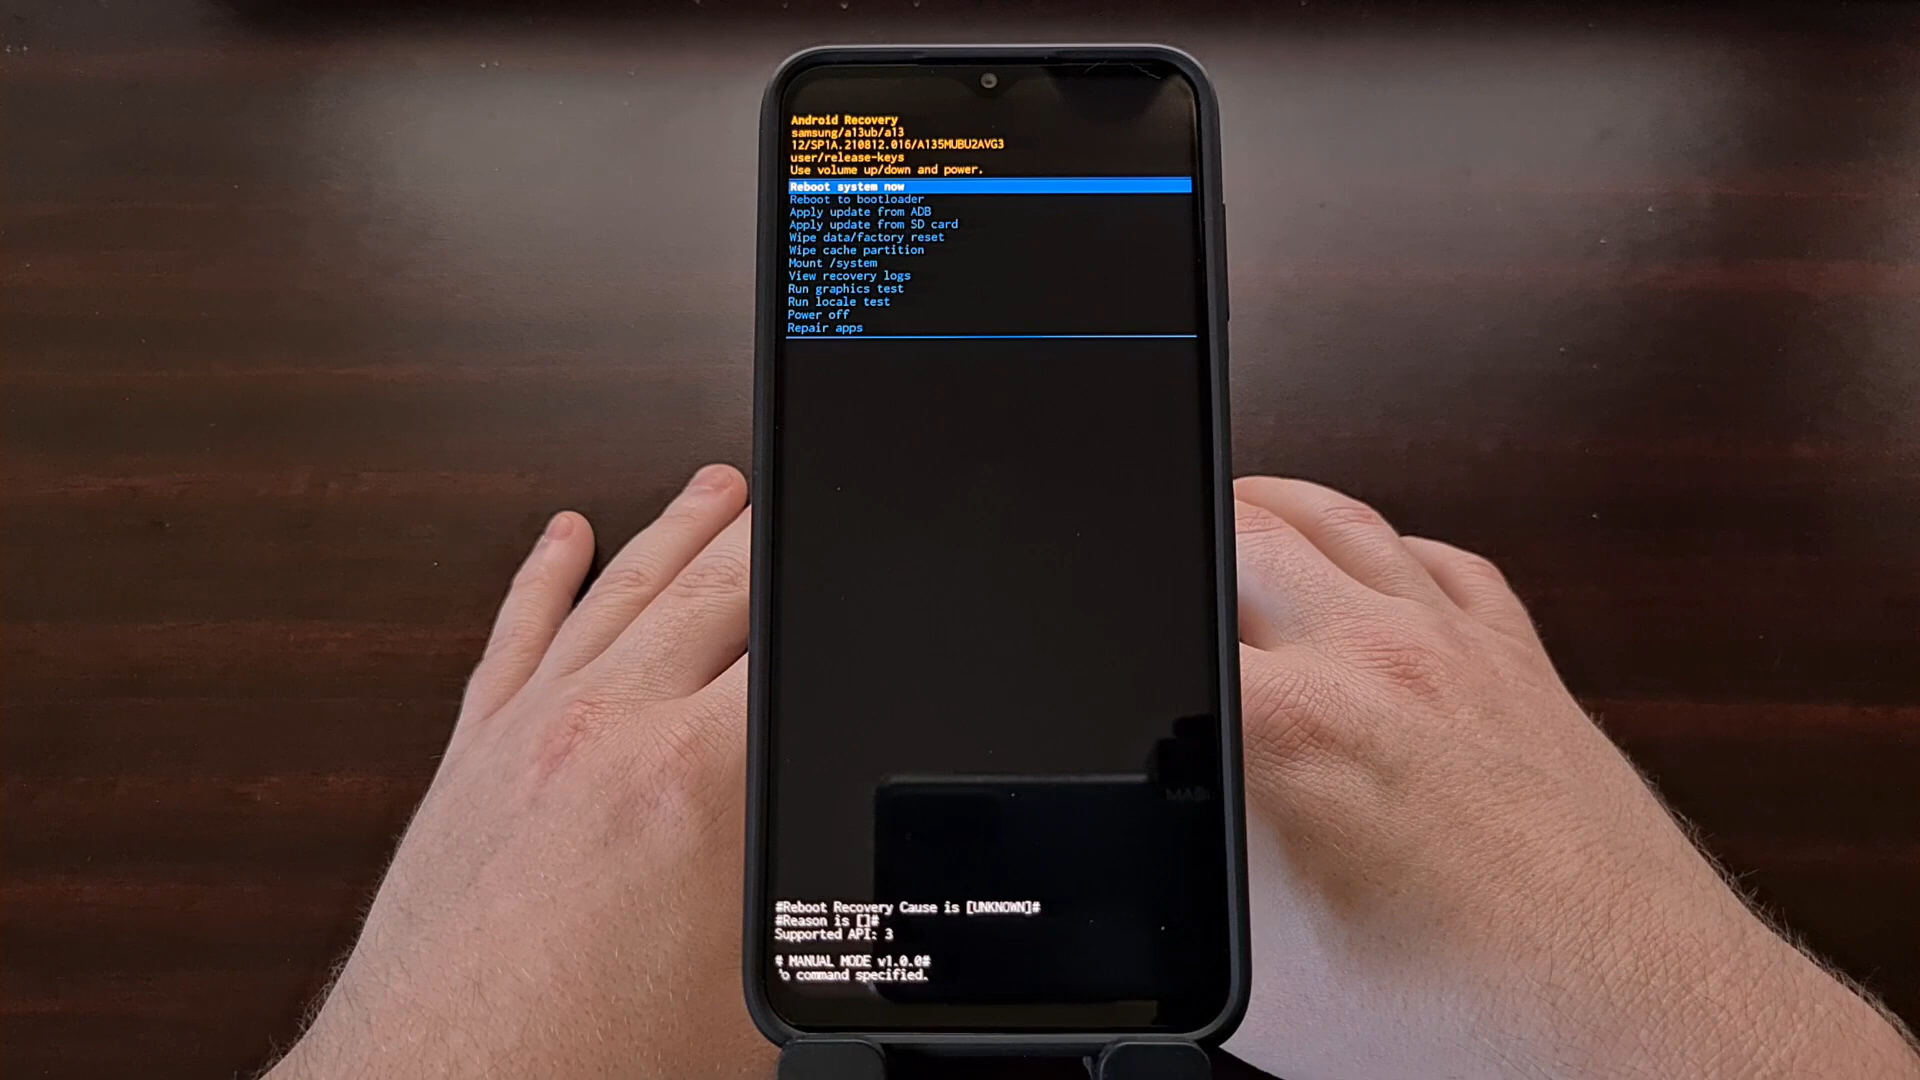 Android Recovery
samsung/a13ub/a13
12/SP1A.210812.016/A135MUBU2AVG3
user/release-keys
Use volume up/down and power.
Reboot system now
Reboot to bootloader
Apply update from ADB
Apply update from SD card
Wipe data/factory reset
Wipe cache partition
Mount /system
View recovery logs
Run graphics test
Run locale test
Power off
Repair apps
#Reboot Recovery Cause is [UNKNOWN]#
#Reason is []#
Supported API: 3
# MANUAL MODE v1.0.0#
o command specified.